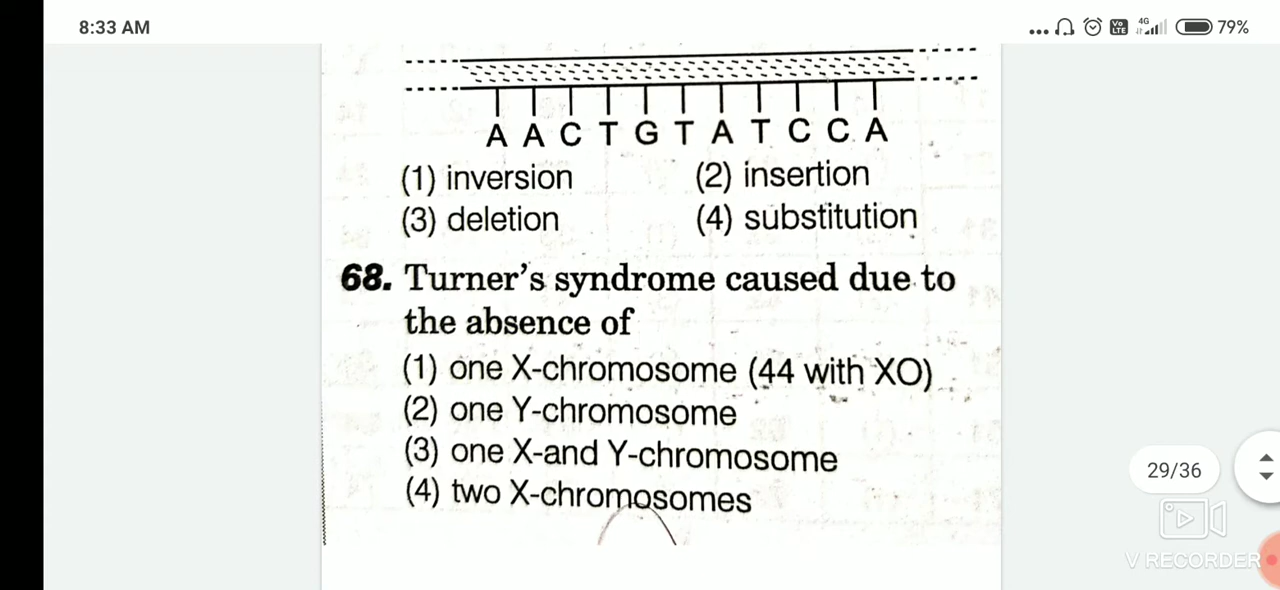 8:33 AM
4G
Vo
LTE
79%
A A C T G T A T C C A
(1) inversion (2) insertion
(3) deletion (4) substitution
68. Turner's syndrome caused due to
the absence of
(1) one X-chromosome (44 with XO)
(2) one Y-chromosome
(3) one X-and Y-chromosome
(4) two X-chromosomes
29/36
V RECORDER